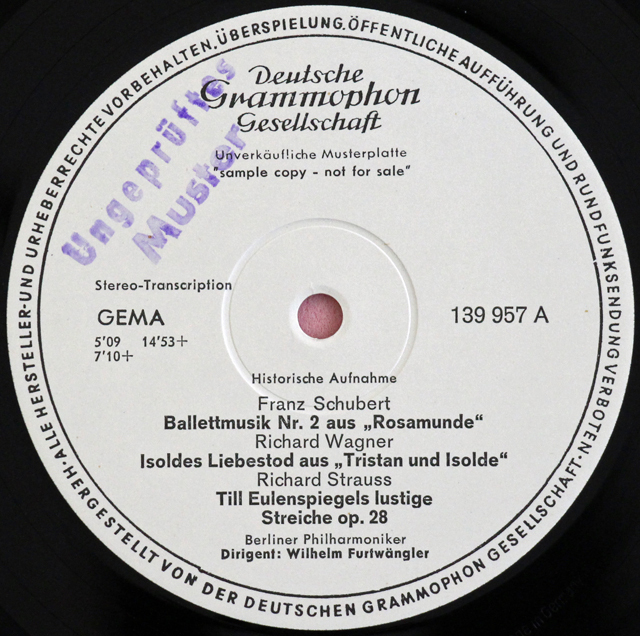 ALLE HERSTELLER- UND URHEBERRECHTE VORBEHALTEN. ÜBERSPIELUNG, ÖFFENTLICHE AUFFÜHRUNG UND RUNDFUNKSENDUNG VERBOTEN
HERGESTELLT VON DER DEUTSCHEN GRAMMOPHON GESELLSCHAFT
Deutsche
Grammophon
Gesellschaft
Ungeprüftes
Muster
Unverkäufliche Musterplatte
"sample copy - not for sale"
Stereo-Transcription
GEMA
139 957 A
5'09 14'53+
7'10+
Historische Aufnahme
Franz Schubert
Ballettmusik Nr. 2 aus „Rosamunde“
Richard Wagner
Isoldes Liebestod aus „Tristan und Isolde“
Richard Strauss
Till Eulenspiegels lustige
Streiche op. 28
Berliner Philharmoniker
Dirigent: Wilhelm Furtwängler